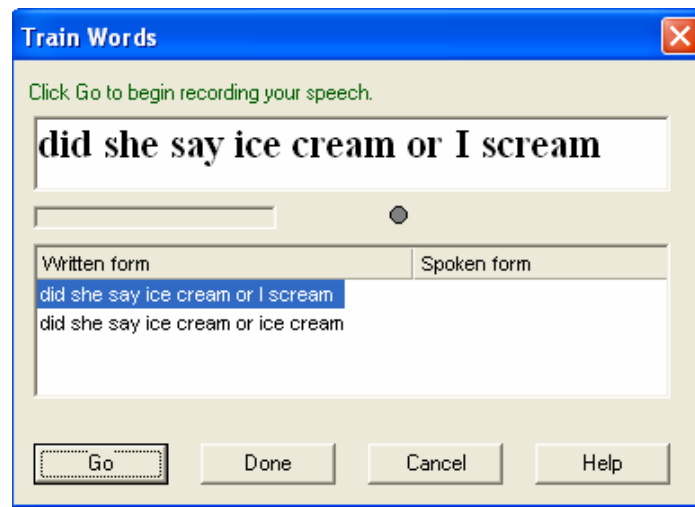 Train Words
Click Go to begin recording your speech.
did she say ice cream or I scream
Written form Spoken form
did she say ice cream or I scream
did she say ice cream or ice cream
Go Done Cancel Help